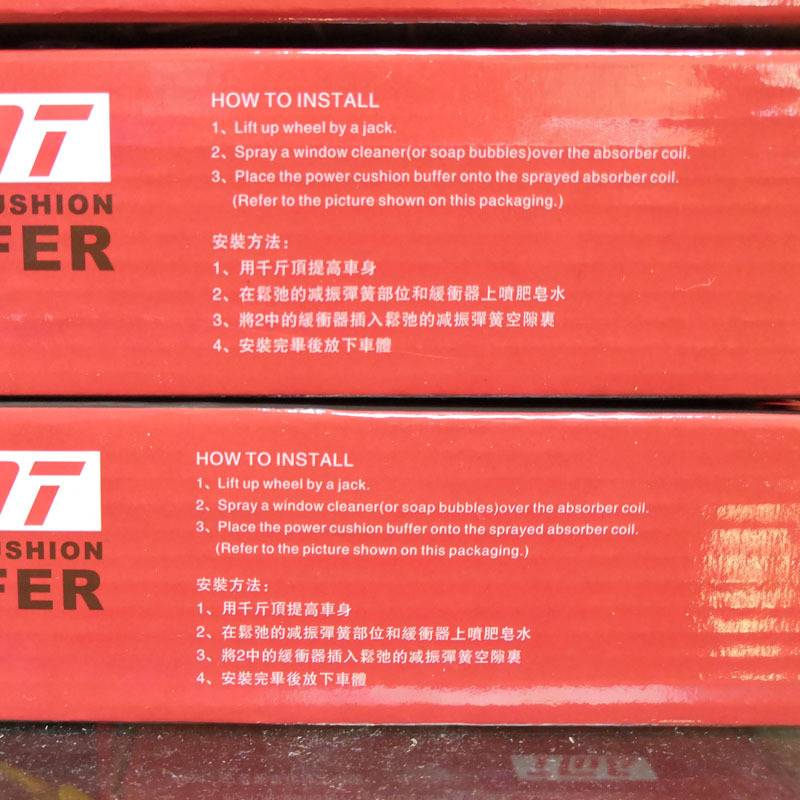 HOW TO INSTALL
1、Lift up wheel by a jack.
2、Spray a window cleaner(or soap bubbles)over the absorber coil.
3、Place the power cushion buffer onto the sprayed absorber coil.
(Refer to the picture shown on this packaging.)
USHION
FER
安裝方法:
1、用千斤頂提高車身
2、在鬆弛的減振彈簧部位和緩衝器上噴肥皂水
3、將2中的緩衝器插入鬆弛的減振彈簧空隙裏
4、安裝完畢後放下車體
HOW TO INSTALL
1、Lift up wheel by a jack.
2、Spray a window cleaner(or soap bubbles)over the absorber coil.
3、Place the power cushion buffer onto the sprayed absorber coil.
(Refer to the picture shown on this packaging.)
USHION
FER
安裝方法:
1、用千斤頂提高車身
2、在鬆弛的減振彈簧部位和緩衝器上噴肥皂水
3、將2中的緩衝器插入鬆弛的減振彈簧空隙裏
4、安裝完畢後放下車體